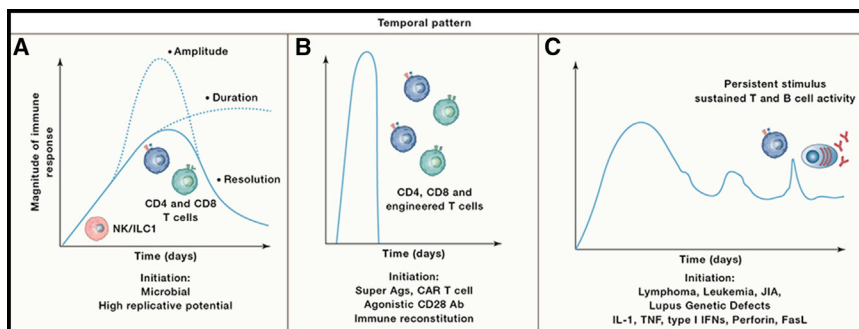 Temporal pattern
A
• Amplitude
• Duration
Magnitude of immune
response
• Resolution
CD4 and CD8
T cells
NK/ILC1
Time (days)
Initiation:
Microbial
High replicative potential
B
CD4, CD8 and
engineered T cells
Time (days)
Initiation:
Super Ags, CAR T cell
Agonistic CD28 Ab
Immune reconstitution
C
Persistent stimulus
sustained T and B cell activity
Time (days)
Initiation:
Lymphoma, Leukemia, JIA,
Lupus Genetic Defects
IL-1, TNF, type I IFNs, Perforin, FasL